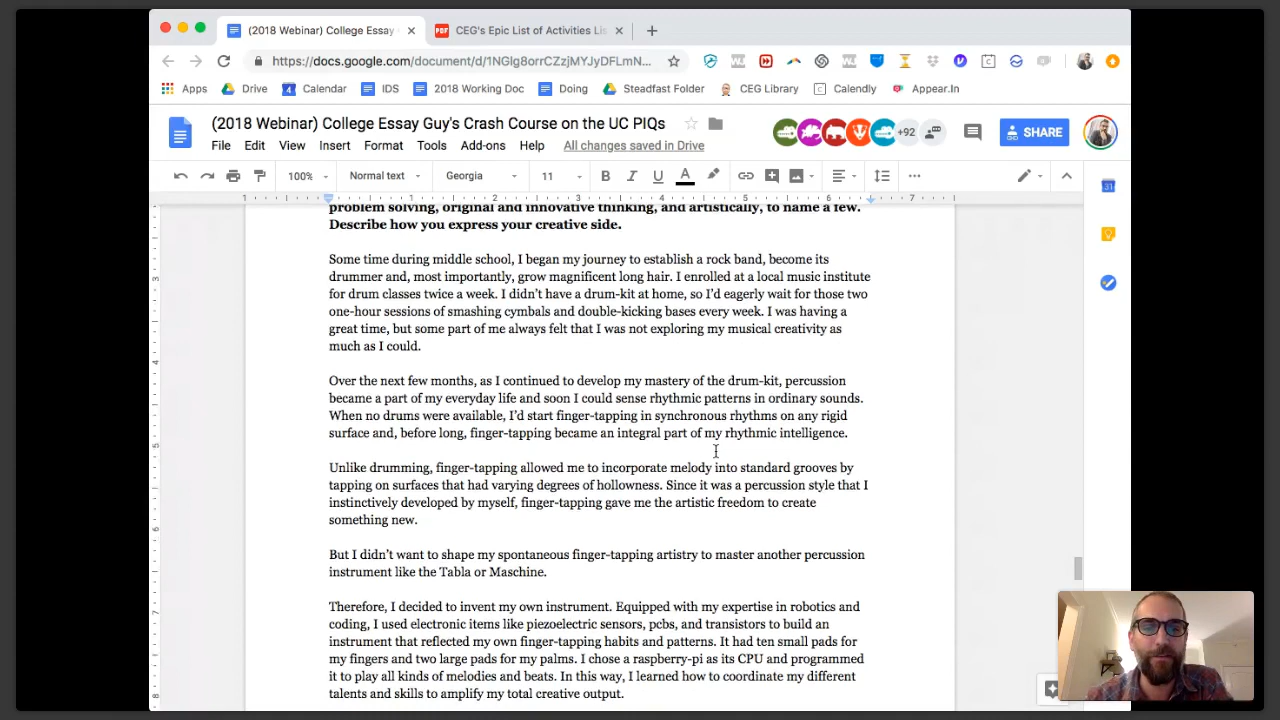 (2018 Webinar) College Essay
CEG's Epic List of Activities Lis
https://docs.google.com/document/d/1NGlg8orrCZzjMYJyDFLmN...
Apps Drive Calendar IDS 2018 Working Doc Doing Steadfast Folder CEG Library Calendly Appear.In
(2018 Webinar) College Essay Guy's Crash Course on the UC PIQs
+92
SHARE
File Edit View Insert Format Tools Add-ons Help All changes saved in Drive
100% Normal text Georgia 11 B I U A
1 1 2 3 4 5 6 7
problem solving, original and innovative thinking, and artistically, to name a few.
Describe how you express your creative side.
Some time during middle school, I began my journey to establish a rock band, become its
drummer and, most importantly, grow magnificent long hair. I enrolled at a local music institute
for drum classes twice a week. I didn't have a drum-kit at home, so I'd eagerly wait for those two
one-hour sessions of smashing cymbals and double-kicking bases every week. I was having a
great time, but some part of me always felt that I was not exploring my musical creativity as
much as I could.
Over the next few months, as I continued to develop my mastery of the drum-kit, percussion
became a part of my everyday life and soon I could sense rhythmic patterns in ordinary sounds.
When no drums were available, I'd start finger-tapping in synchronous rhythms on any rigid
surface and, before long, finger-tapping became an integral part of my rhythmic intelligence.
Unlike drumming, finger-tapping allowed me to incorporate melody into standard grooves by
tapping on surfaces that had varying degrees of hollowness. Since it was a percussion style that I
instinctively developed by myself, finger-tapping gave me the artistic freedom to create
something new.
But I didn't want to shape my spontaneous finger-tapping artistry to master another percussion
instrument like the Tabla or Maschine.
Therefore, I decided to invent my own instrument. Equipped with my expertise in robotics and
coding, I used electronic items like piezoelectric sensors, pcbs, and transistors to build an
instrument that reflected my own finger-tapping habits and patterns. It had ten small pads for
my fingers and two large pads for my palms. I chose a raspberry-pi as its CPU and programmed
it to play all kinds of melodies and beats. In this way, I learned how to coordinate my different
talents and skills to amplify my total creative output.